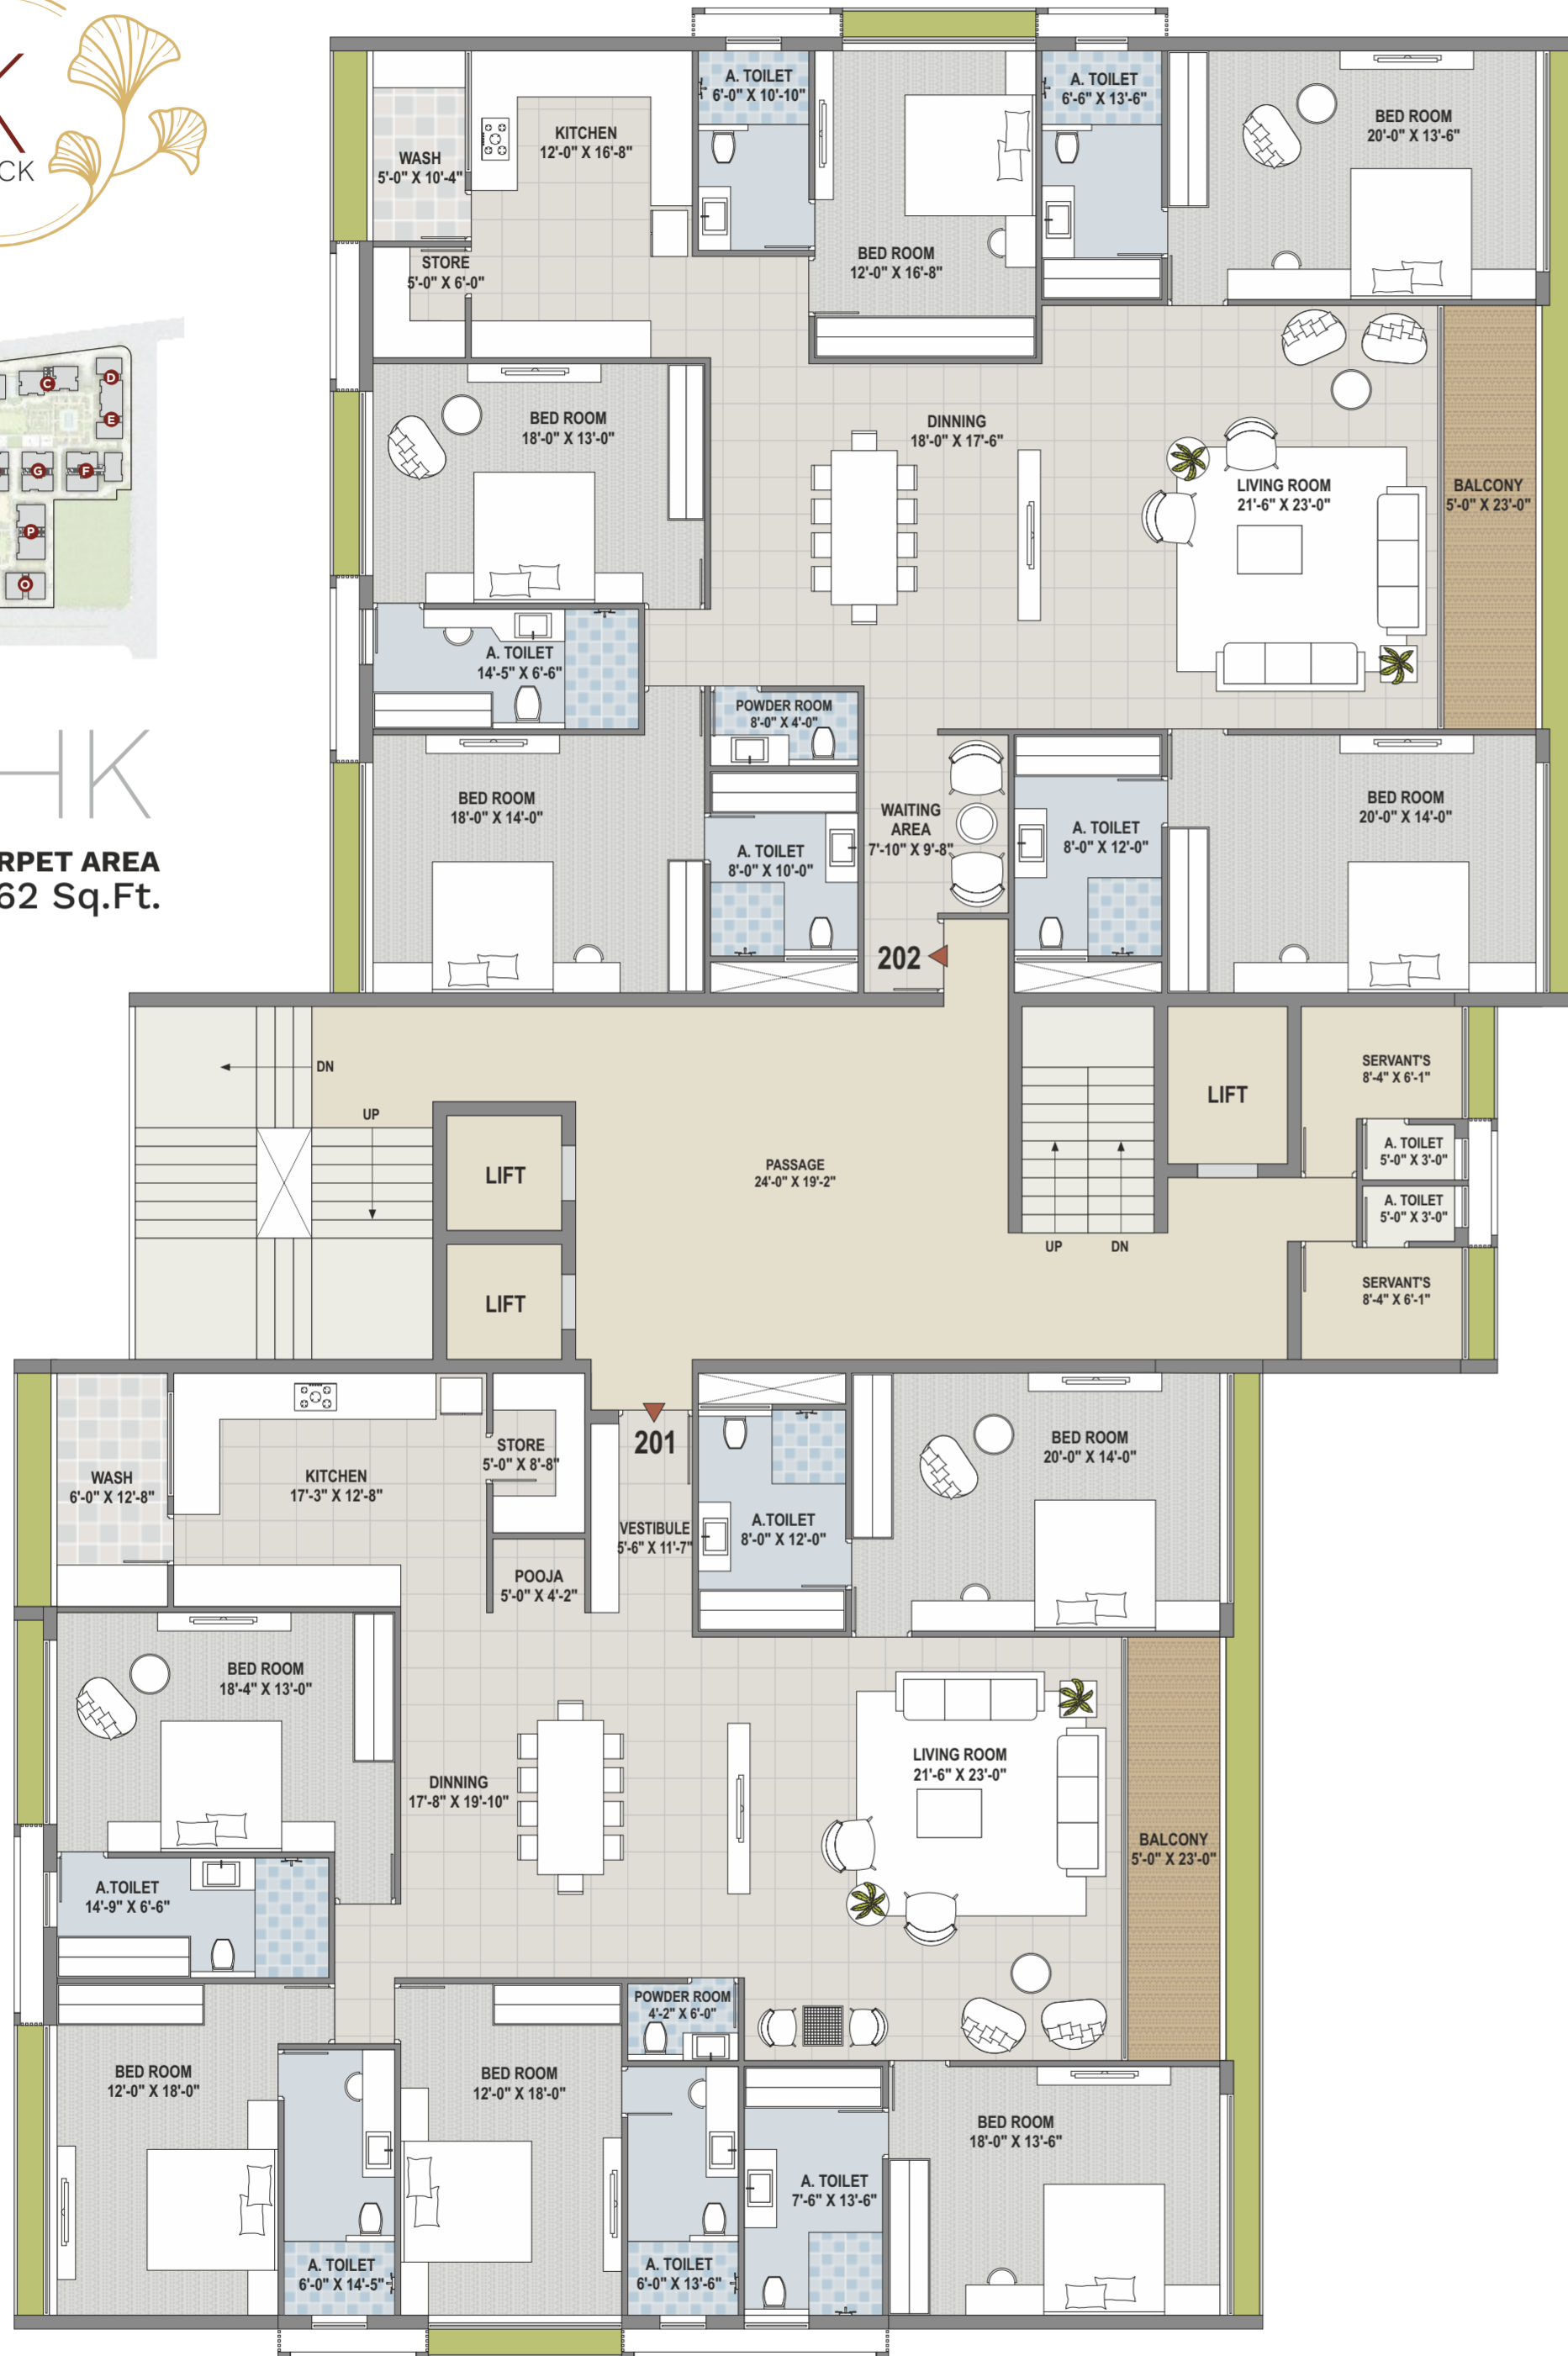 K
CK
C
D
E
G
F
P
O
HK
RPET AREA
62 Sq.Ft.
A. TOILET
6'-0" X 10'-10"
A. TOILET
6'-6" X 13'-6"
BED ROOM
20'-0" X 13'-6"
KITCHEN
12'-0" X 16'-8"
WASH
5'-0" X 10'-4"
BED ROOM
12'-0" X 16'-8"
STORE
5'-0" X 6'-0"
BED ROOM
18'-0" X 13'-0"
DINNING
18'-0" X 17'-6"
LIVING ROOM
21'-6" X 23'-0"
BALCONY
5'-0" X 23'-0"
A. TOILET
14'-5" X 6'-6"
POWDER ROOM
8'-0" X 4'-0"
BED ROOM
18'-0" X 14'-0"
WAITING
AREA
7'-10" X 9'-8"
A. TOILET
8'-0" X 10'-0"
A. TOILET
8'-0" X 12'-0"
BED ROOM
20'-0" X 14'-0"
202
DN
UP
LIFT
LIFT
PASSAGE
24'-0" X 19'-2"
UP
DN
LIFT
SERVANT'S
8'-4" X 6'-1"
A. TOILET
5'-0" X 3'-0"
A. TOILET
5'-0" X 3'-0"
SERVANT'S
8'-4" X 6'-1"
201
WASH
6'-0" X 12'-8"
KITCHEN
17'-3" X 12'-8"
STORE
5'-0" X 8'-8"
VESTIBULE
5'-6" X 11'-7"
POOJA
5'-0" X 4'-2"
A.TOILET
8'-0" X 12'-0"
BED ROOM
20'-0" X 14'-0"
BED ROOM
18'-4" X 13'-0"
DINNING
17'-8" X 19'-10"
LIVING ROOM
21'-6" X 23'-0"
BALCONY
5'-0" X 23'-0"
A.TOILET
14'-9" X 6'-6"
POWDER ROOM
4'-2" X 6'-0"
BED ROOM
12'-0" X 18'-0"
BED ROOM
12'-0" X 18'-0"
BED ROOM
18'-0" X 13'-6"
A. TOILET
7'-6" X 13'-6"
A. TOILET
6'-0" X 14'-5"
A. TOILET
6'-0" X 13'-6"